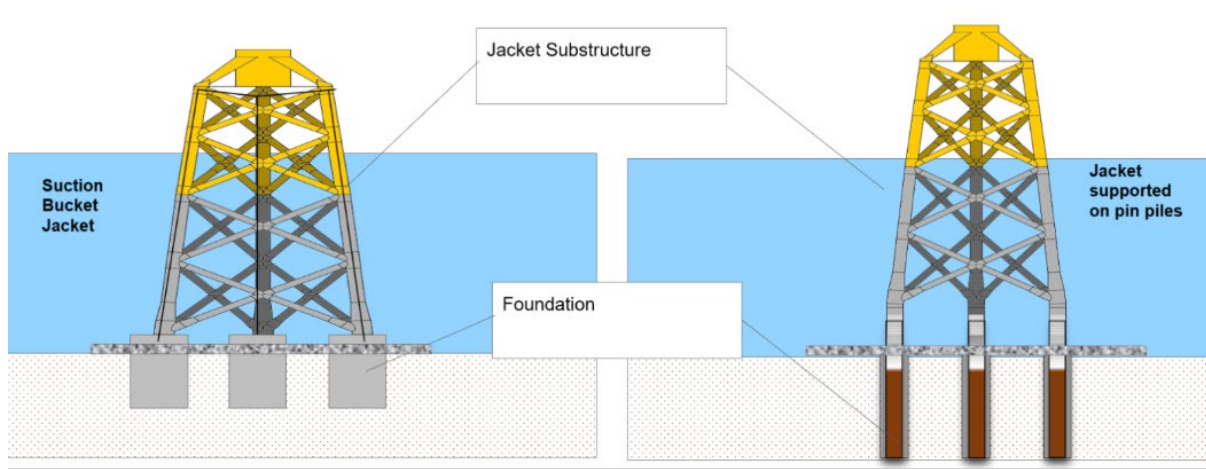 Jacket Substructure
Suction
Bucket
Jacket
Jacket
supported
on pin piles
Foundation